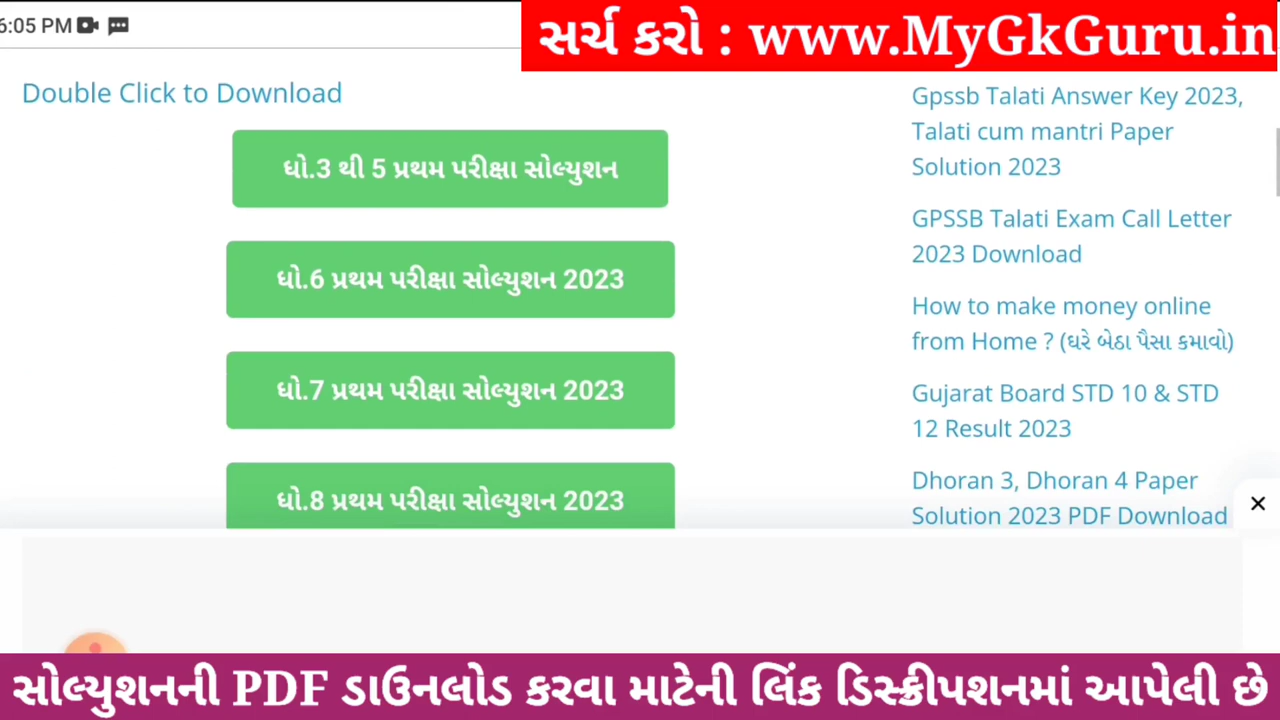 6:05 PM
સર્ચ કરો : www.MyGkGuru.in
Double Click to Download
ધો.3 થી 5 પ્રથમ પરીક્ષા સોલ્યુશન
ધો.6 પ્રથમ પરીક્ષા સોલ્યુશન 2023
ધો.7 પ્રથમ પરીક્ષા સોલ્યુશન 2023
ધો.8 પ્રથમ પરીક્ષા સોલ્યુશન 2023
Gpssb Talati Answer Key 2023,
Talati cum mantri Paper
Solution 2023
GPSSB Talati Exam Call Letter
2023 Download
How to make money online
from Home ? (ઘરે બેઠા પૈસા કમાવો)
Gujarat Board STD 10 & STD
12 Result 2023
Dhoran 3, Dhoran 4 Paper
Solution 2023 PDF Download
સોલ્યુશનની PDF ડાઉનલોડ કરવા માટેની લિંક ડિસ્ક્રીપશનમાં આપેલી છે